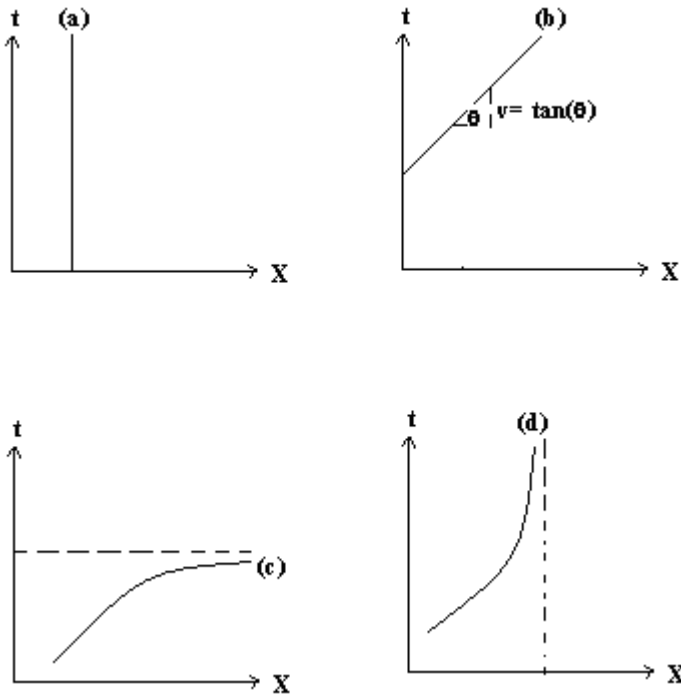 t (a)
X
t (b)
θ v= tan(θ)
X
t
(c)
X
t (d)
X